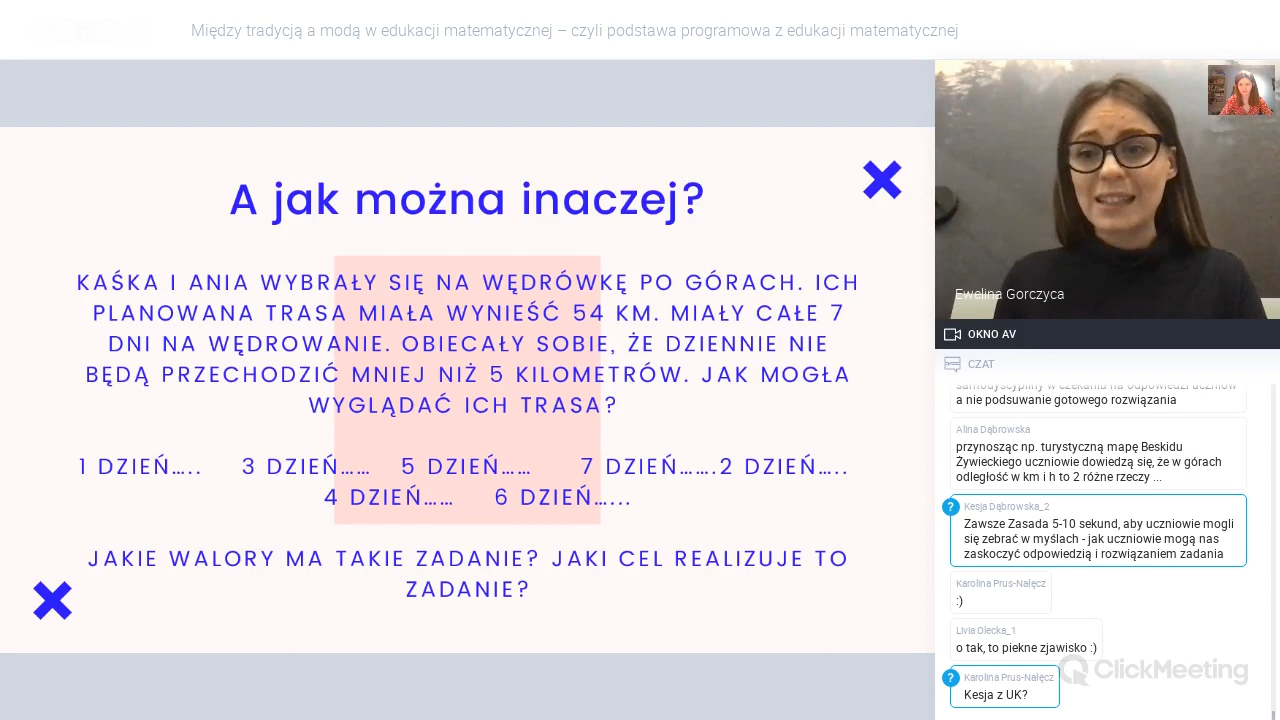 Między tradycją a modą w edukacji matematycznej – czyli podstawa programowa z edukacji matematycznej
A jak można inaczej?
KAŚKA I ANIA WYBRAŁY SIĘ NA WĘDRÓWKĘ PO GÓRACH. ICH
PLANOWANA TRASA MIAŁA WYNIEŚĆ 54 KM. MIAŁY CAŁE 7
DNI NA WĘDROWANIE. OBIECAŁY SOBIE, ŻE DZIENNIE NIE
BĘDĄ PRZECHODZIĆ MNIEJ NIŻ 5 KILOMETRÓW. JAK MOGŁA
WYGLĄDAĆ ICH TRASA?
1 DZIEŃ..... 3 DZIEŃ...... 5 DZIEŃ...... 7 DZIEŃ.......2 DZIEŃ.....
4 DZIEŃ...... 6 DZIEŃ......
JAKIE WALORY MA TAKIE ZADANIE? JAKI CEL REALIZUJE TO
ZADANIE?
Ewelina Gorczyca
OKNO AV
CZAT
samodyscypliny w czekaniu na odpowiedzi uczniów
a nie podsuwanie gotowego rozwiązania
Alina Dąbrowska
przynosząc np. turystyczną mapę Beskidu
Żywieckiego uczniowie dowiedzą się, że w górach
odległość w km i h to 2 różne rzeczy ...
? Kesja Dąbrowska_2
Zawsze Zasada 5-10 sekund, aby uczniowie mogli
się zebrać w myślach - jak uczniowie mogą nas
zaskoczyć odpowiedzią i rozwiązaniem zadania
Karolina Prus-Nałęcz
:)
Livia Olecka_1
o tak, to piekne zjawisko :)
ClickMeeting
? Karolina Prus-Nałęcz
Kesja z UK?